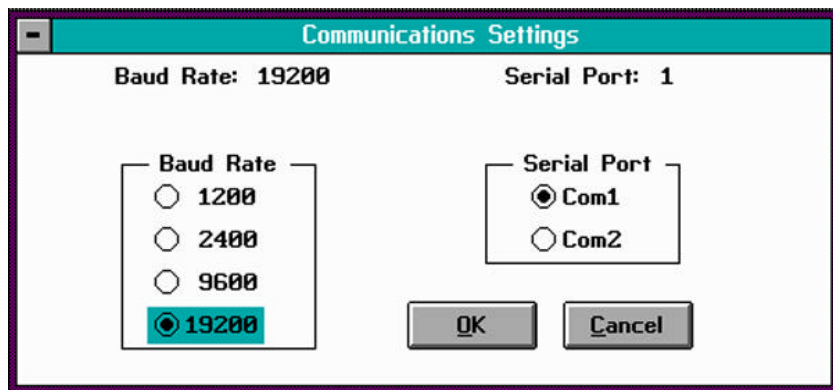 Communications Settings
Baud Rate: 19200 Serial Port: 1
Baud Rate
1200
2400
9600
19200
Serial Port
Com1
Com2
OK Cancel